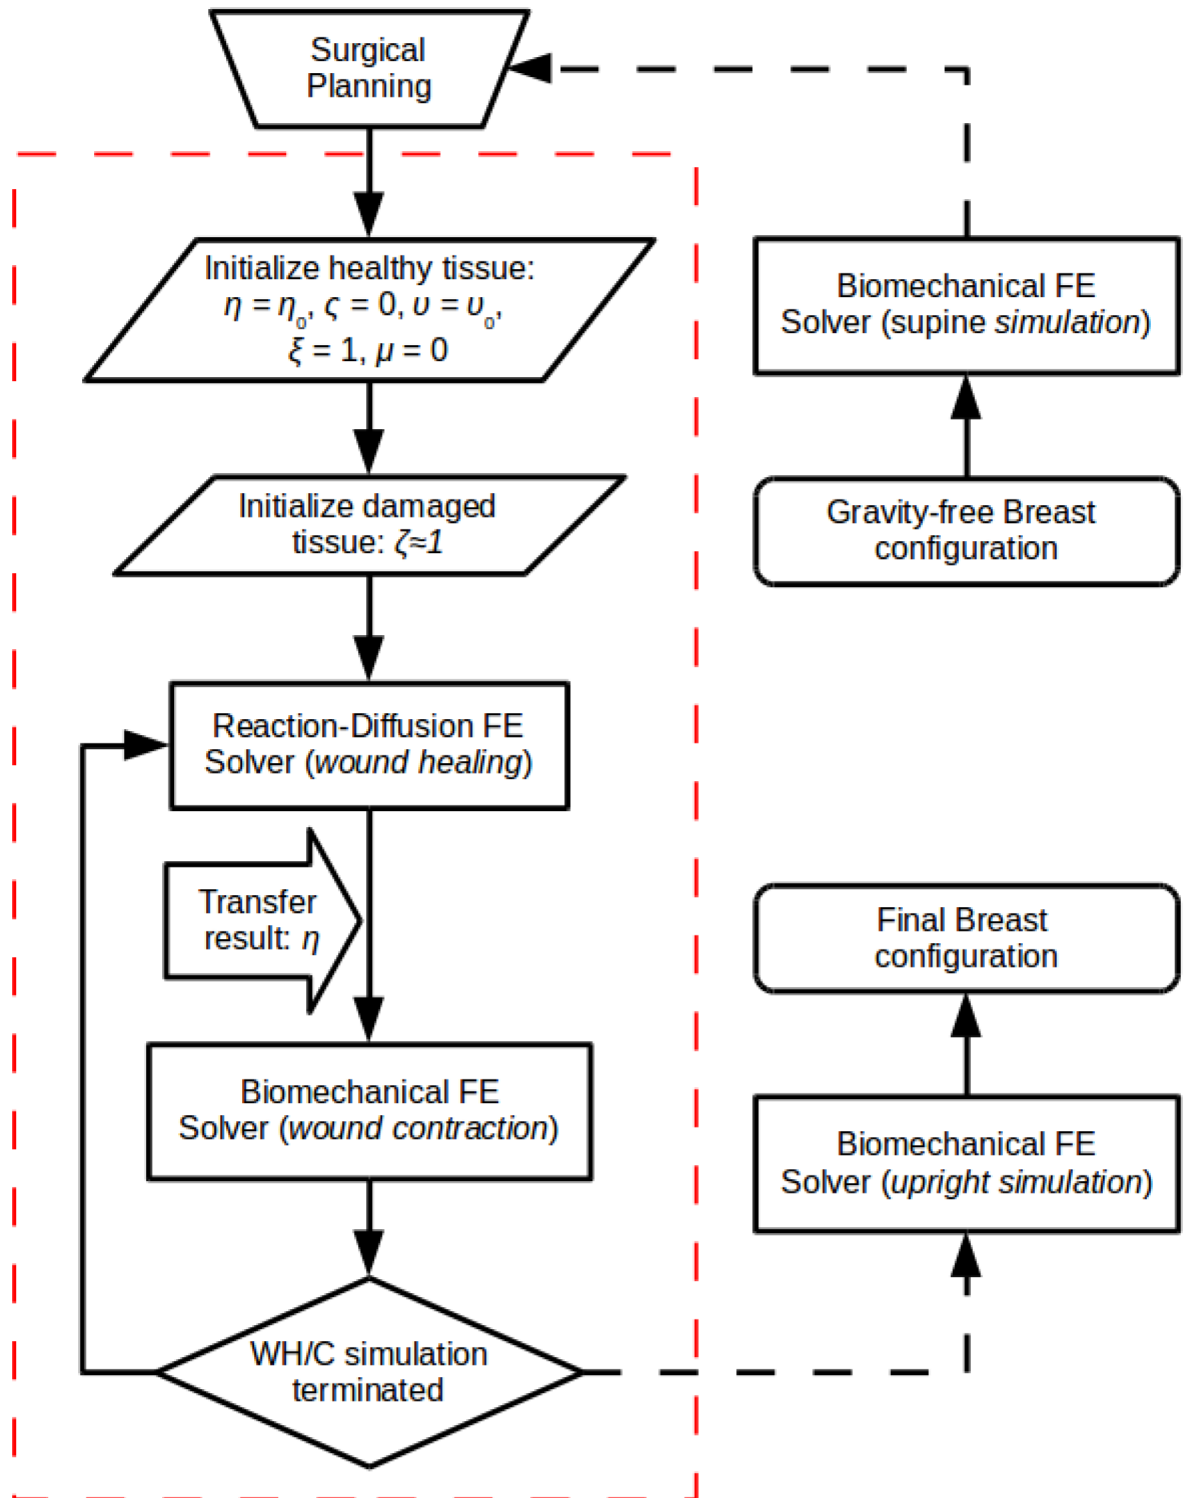 Surgical
Planning
Initialize healthy tissue:
η = ηo, ς = 0, υ = υo,
ξ = 1, μ = 0
Initialize damaged
tissue: ζ≈1
Reaction-Diffusion FE
Solver (wound healing)
Transfer
result: η
Biomechanical FE
Solver (wound contraction)
WH/C simulation
terminated
Biomechanical FE
Solver (supine simulation)
Gravity-free Breast
configuration
Final Breast
configuration
Biomechanical FE
Solver (upright simulation)